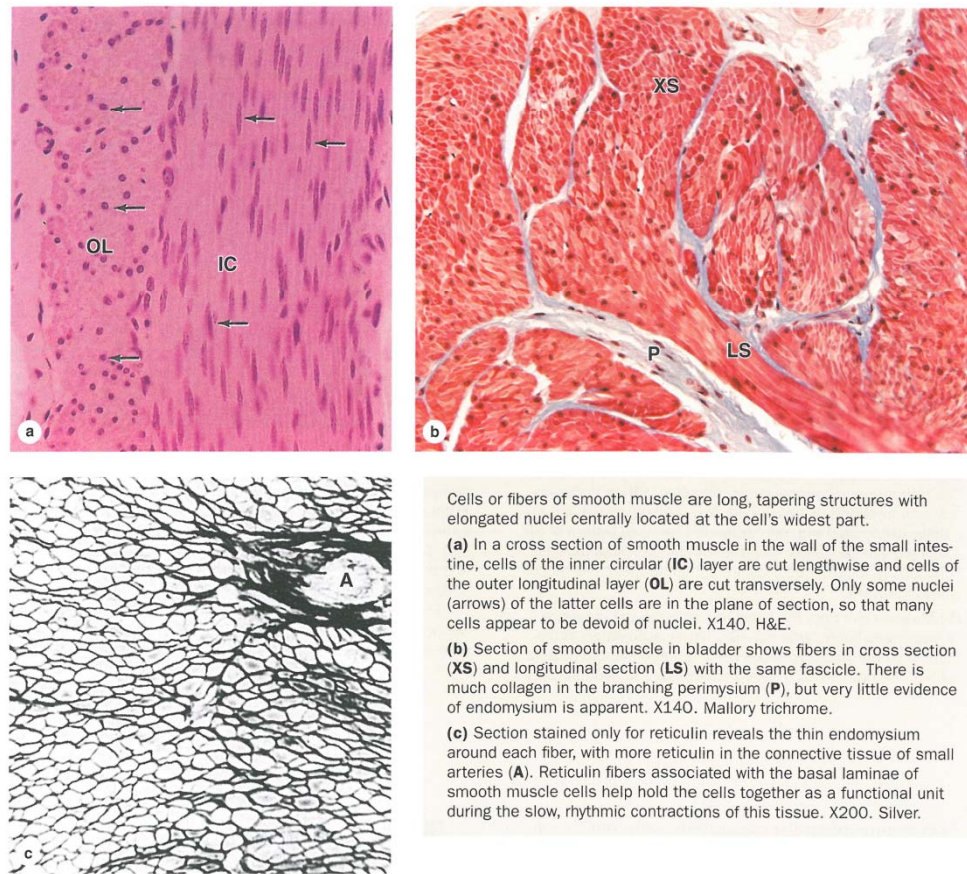 OL
IC
a
XS
P
LS
b
A
c
Cells or fibers of smooth muscle are long, tapering structures with
elongated nuclei centrally located at the cell's widest part.
(a) In a cross section of smooth muscle in the wall of the small intes-
tine, cells of the inner circular (IC) layer are cut lengthwise and cells of
the outer longitudinal layer (OL) are cut transversely. Only some nuclei
(arrows) of the latter cells are in the plane of section, so that many
cells appear to be devoid of nuclei. X140. H&E.
(b) Section of smooth muscle in bladder shows fibers in cross section
(XS) and longitudinal section (LS) with the same fascicle. There is
much collagen in the branching perimysium (P), but very little evidence
of endomysium is apparent. X140. Mallory trichrome.
(c) Section stained only for reticulin reveals the thin endomysium
around each fiber, with more reticulin in the connective tissue of small
arteries (A). Reticulin fibers associated with the basal laminae of
smooth muscle cells help hold the cells together as a functional unit
during the slow, rhythmic contractions of this tissue. X200. Silver.